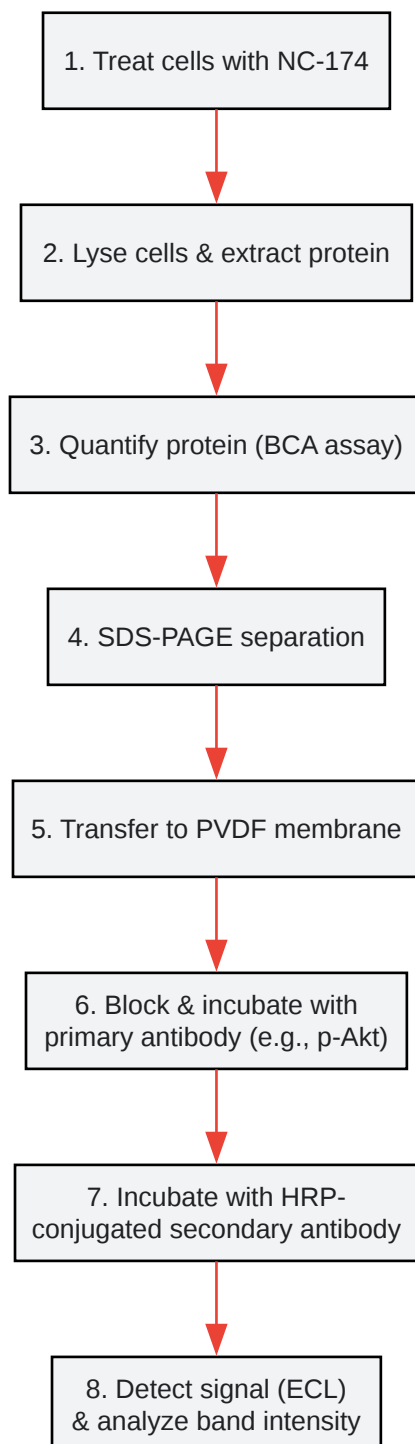 1. Treat cells with NC-174
2. Lyse cells & extract protein
3. Quantify protein (BCA assay)
4. SDS-PAGE separation
5. Transfer to PVDF membrane
6. Block & incubate with
primary antibody (e.g., p-Akt)
7. Incubate with HRP-
conjugated secondary antibody
8. Detect signal (ECL)
& analyze band intensity